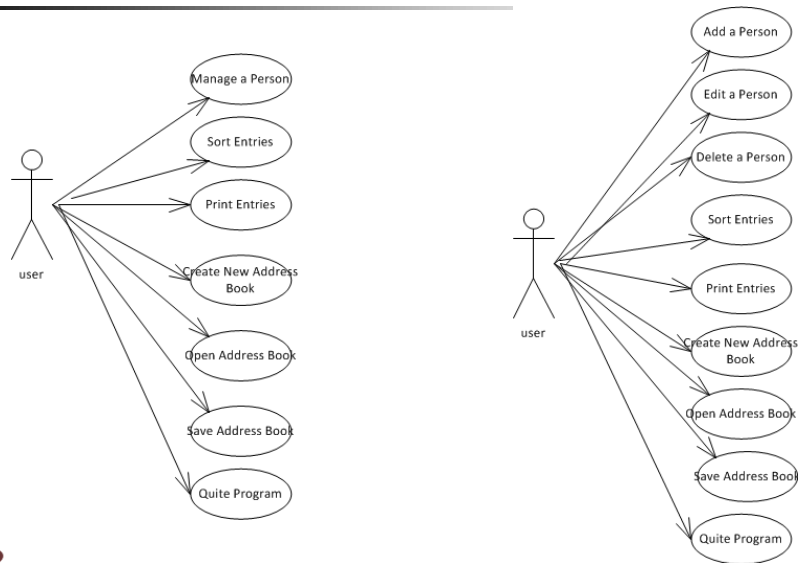 Manage a Person
Sort Entries
Print Entries
Create New Address
Book
Open Address Book
Save Address Book
Quite Program
user
Add a Person
Edit a Person
Delete a Person
Sort Entries
Print Entries
Create New Address
Book
Open Address Book
Save Address Book
Quite Program
user